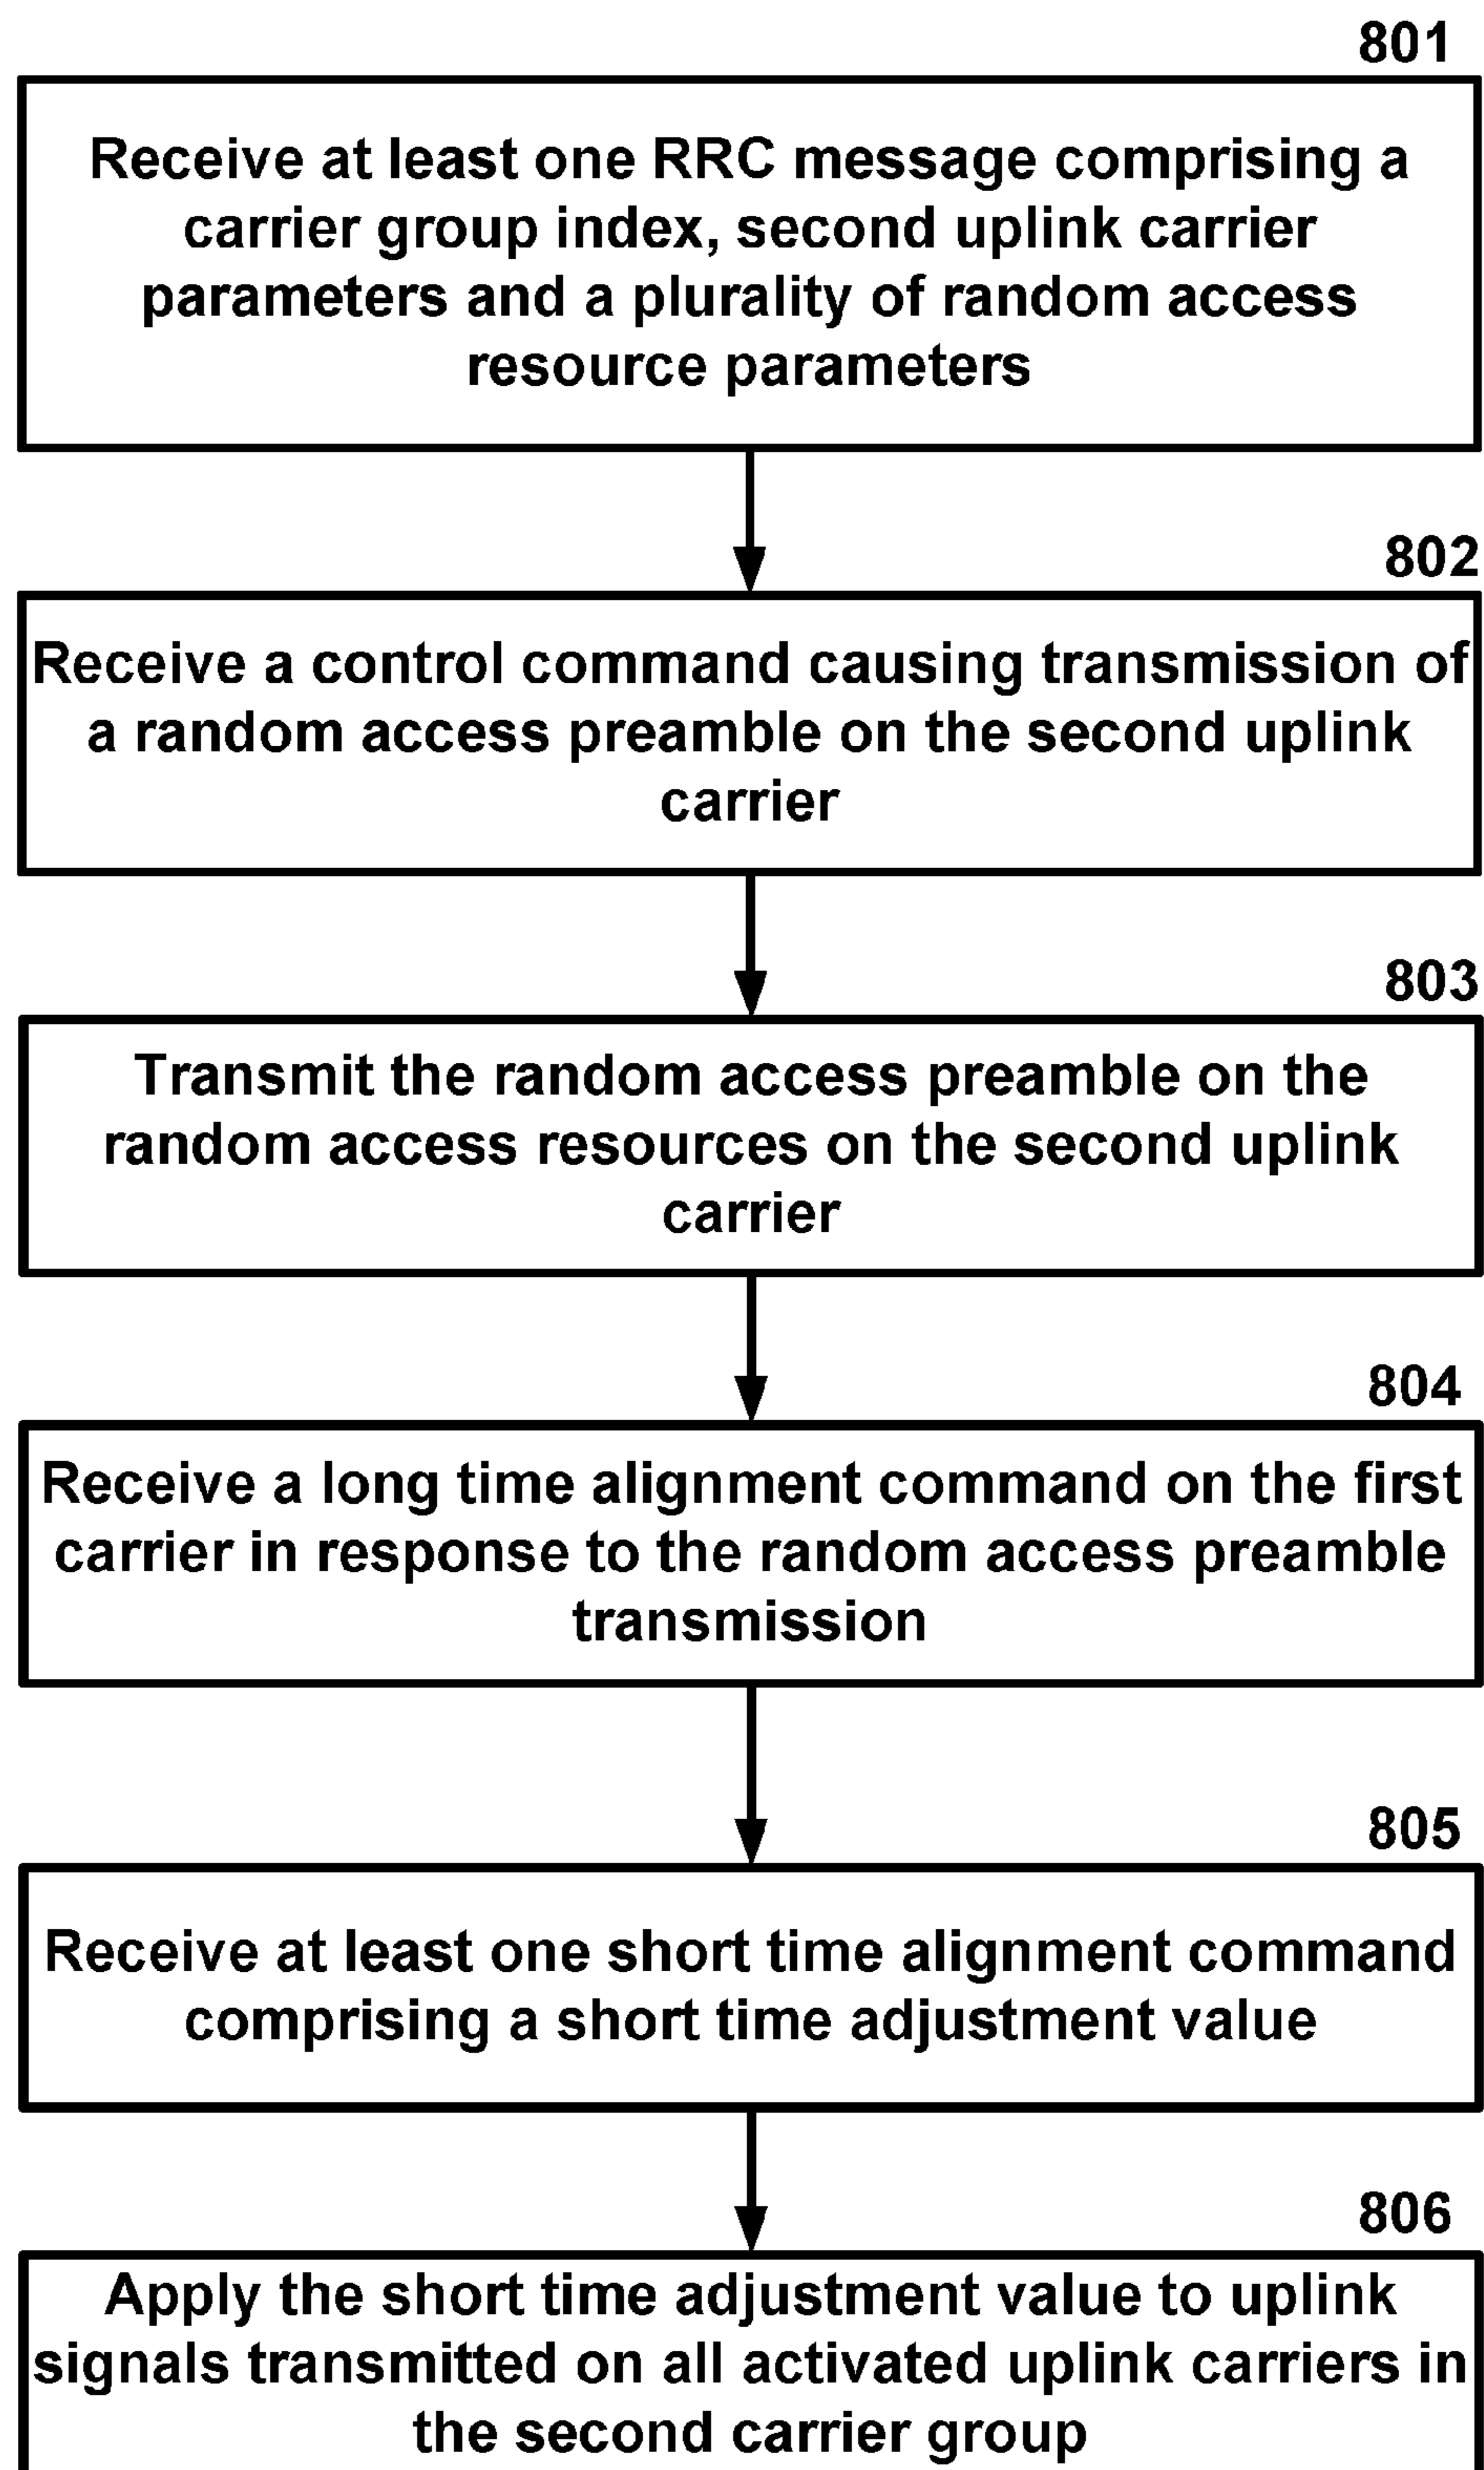 801
Receive at least one RRC message comprising a
carrier group index, second uplink carrier
parameters and a plurality of random access
resource parameters
802
Receive a control command causing transmission of
a random access preamble on the second uplink
carrier
803
Transmit the random access preamble on the
random access resources on the second uplink
carrier
804
Receive a long time alignment command on the first
carrier in response to the random access preamble
transmission
805
Receive at least one short time alignment command
comprising a short time adjustment value
806
Apply the short time adjustment value to uplink
signals transmitted on all activated uplink carriers in
the second carrier group